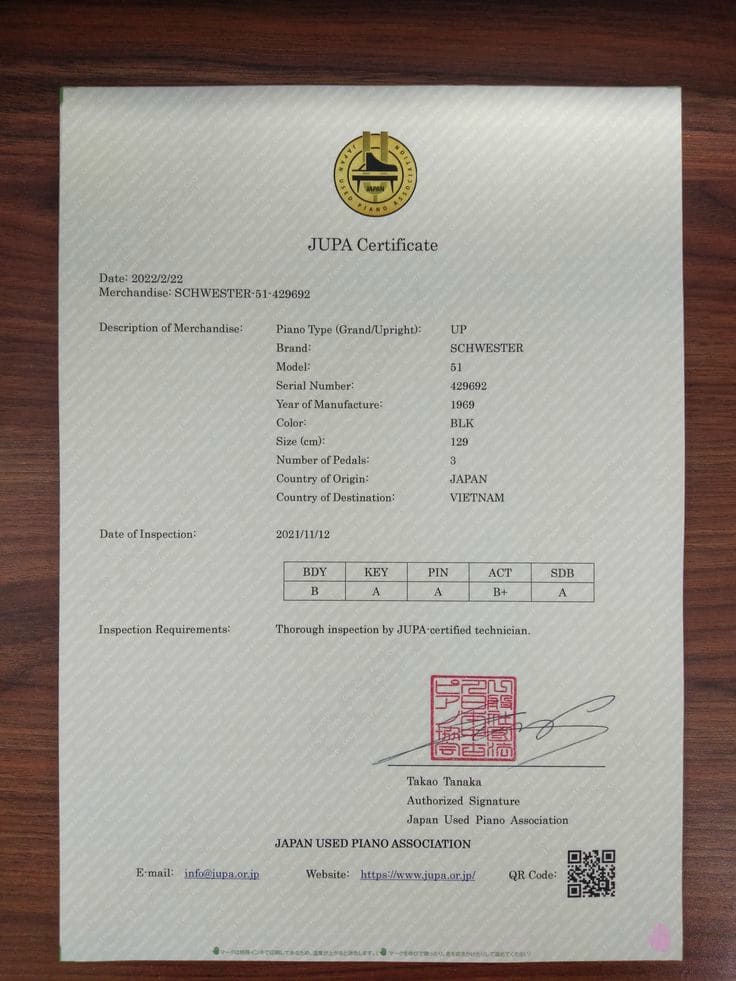 JAPAN USED PIANO ASSOCIATION
JAPAN
JUPA Certificate
Date: 2022/2/22
Merchandise: SCHWESTER-51-429692
Description of Merchandise: Piano Type (Grand/Upright): UP
Brand: SCHWESTER
Model: 51
Serial Number: 429692
Year of Manufacture: 1969
Color: BLK
Size (cm): 129
Number of Pedals: 3
Country of Origin: JAPAN
Country of Destination: VIETNAM
Date of Inspection: 2021/11/12
BDY KEY PIN ACT SDB
B A A B+ A
Inspection Requirements: Thorough inspection by JUPA-certified technician.
Takao Tanaka
Authorized Signature
Japan Used Piano Association
JAPAN USED PIANO ASSOCIATION
E-mail: info@jupa.or.jp Website: https://www.jupa.or.jp/ QR Code: